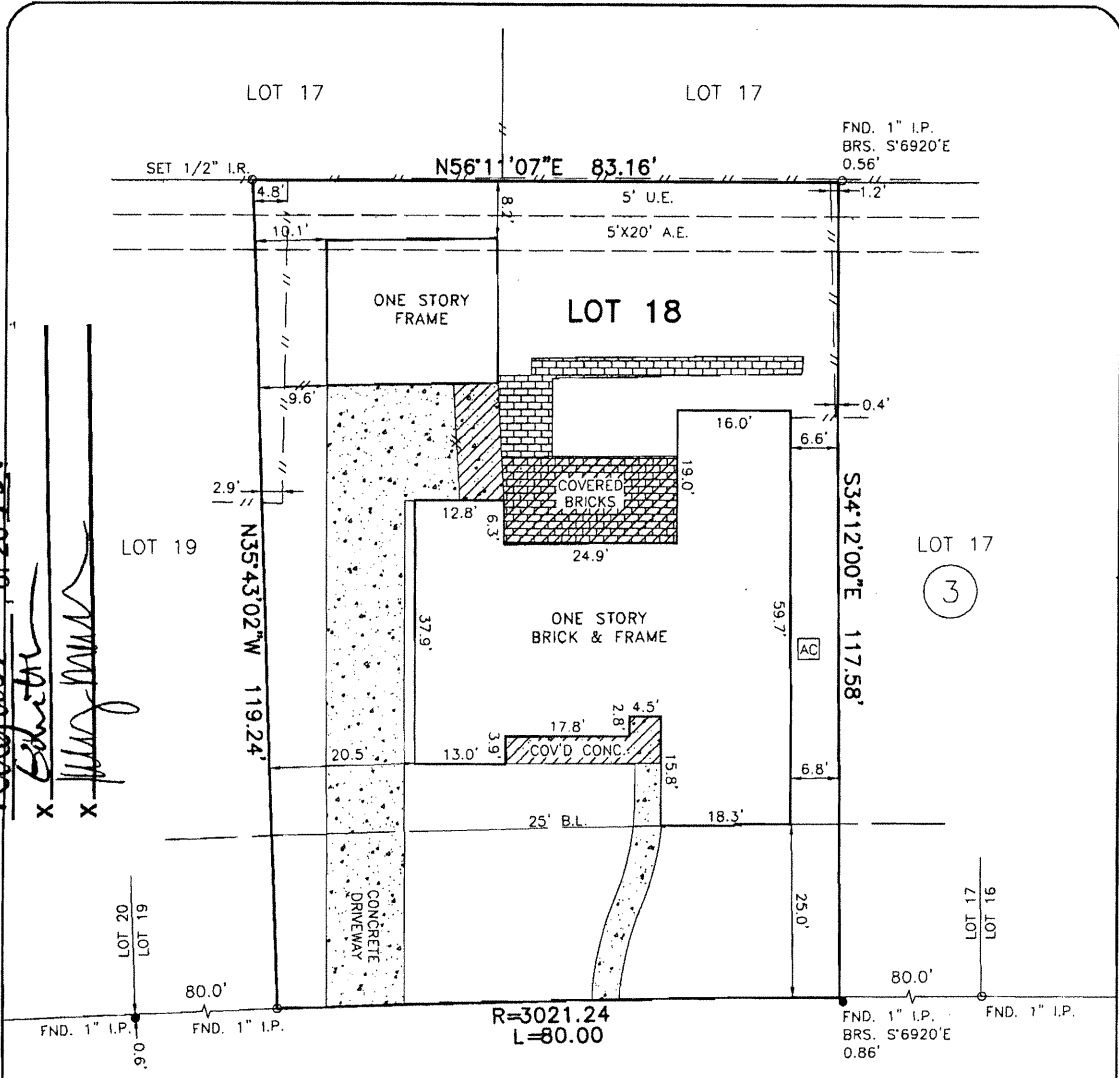 LOT 17
LOT 17
FND. 1" I.P.
BRS. S'6920'E
0.56'
SET 1/2" I.R.
N56°11'07"E 83.16'
4.8'
8.2'
5' U.E.
1.2'
10.1'
5'X20' A.E.
ONE STORY
FRAME
LOT 18
9.6'
16.0'
0.4'
6.6'
2.9'
12.8'
6.3'
COVERED
BRICKS
19.0'
24.9'
LOT 19
N35°43'02"W 119.24'
S34°12'00"E 117.58'
LOT 17
3
37.9'
ONE STORY
BRICK & FRAME
59.7'
AC
2.8'
4.5'
17.8'
3.9'
COV'D CONC.
20.5'
13.0'
15.8'
6.8'
25' B.L.
18.3'
X
X
CONCRETE
DRIVEWAY
25.0'
LOT 20
LOT 19
LOT 17
LOT 16
80.0'
80.0'
FND. 1" I.P.
FND. 1" I.P.
0.6'
R=3021.24
L=80.00
FND. 1" I.P.
BRS. S'6920'E
0.86'
FND. 1" I.P.